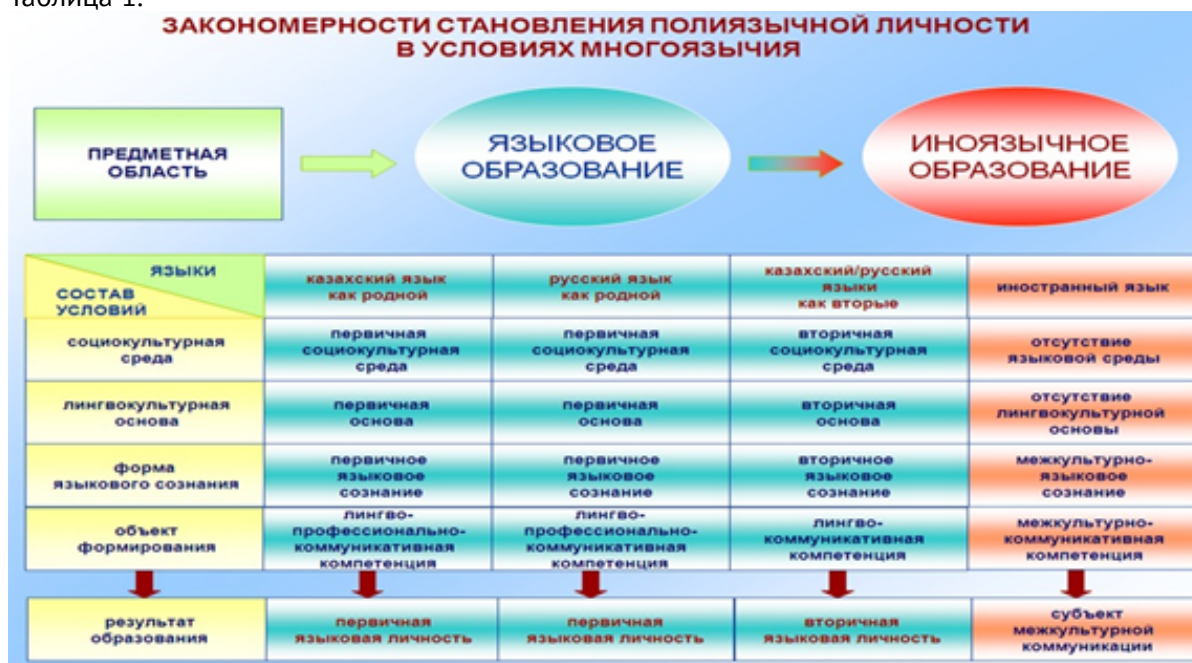 Таблица 1.
ЗАКОНОМЕРНОСТИ СТАНОВЛЕНИЯ ПОЛИЯЗЫЧНОЙ ЛИЧНОСТИ
В УСЛОВИЯХ МНОГОЯЗЫЧИЯ
ПРЕДМЕТНАЯ
ОБЛАСТЬ
ЯЗЫКОВОЕ
ОБРАЗОВАНИЕ
ИНОЯЗЫЧНОЕ
ОБРАЗОВАНИЕ
ЯЗЫКИ
СОСТАВ
УСЛОВИЙ
казахский язык
как родной
русский язык
как родной
казахский/русский
языки
как вторые
иностранный язык
социокультурная
среда
первичная
социокультурная
среда
первичная
социокультурная
среда
вторичная
социокультурная
среда
отсутствие
языковой среды
лингвокультурная
основа
первичная
основа
первичная
основа
вторичная
основа
отсутствие
лингвокультурной
основы
форма
языкового сознания
первичное
языковое
сознание
первичное
языковое
сознание
вторичное
языковое
сознание
межкультурно-
языковое
сознание
объект
формирования
лингво-
профессионально-
коммуникативная
компетенция
лингво-
профессионально-
коммуникативная
компетенция
лингво-
коммуникативная
компетенция
межкультурно-
коммуникативная
компетенция
результат
образования
первичная
языковая личность
первичная
языковая личность
вторичная
языковая личность
субъект
межкультурной
коммуникации